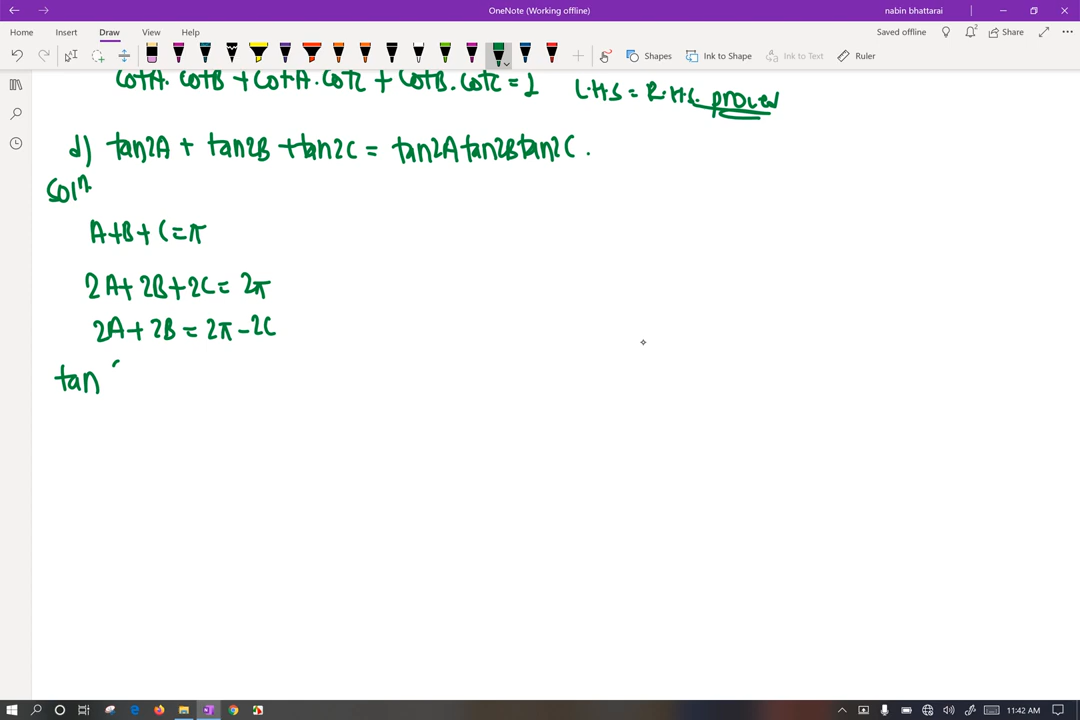 OneNote (Working offline)
nabin bhattarai
Home Insert Draw View Help
Saved offline
Share
Shapes
Ink to Shape
Ink to Text
Ruler
cotA. cotB + cotA. cotC + cotB. cotC = 1 L.H.S = R.H.S. proved
d) tan2A + tan2B + tan2C = tan2A tan2B tan2C .
Solⁿ
A+B+C=π
2A+2B+2C= 2π
2A+2B = 2π-2C
tan
11:42 AM